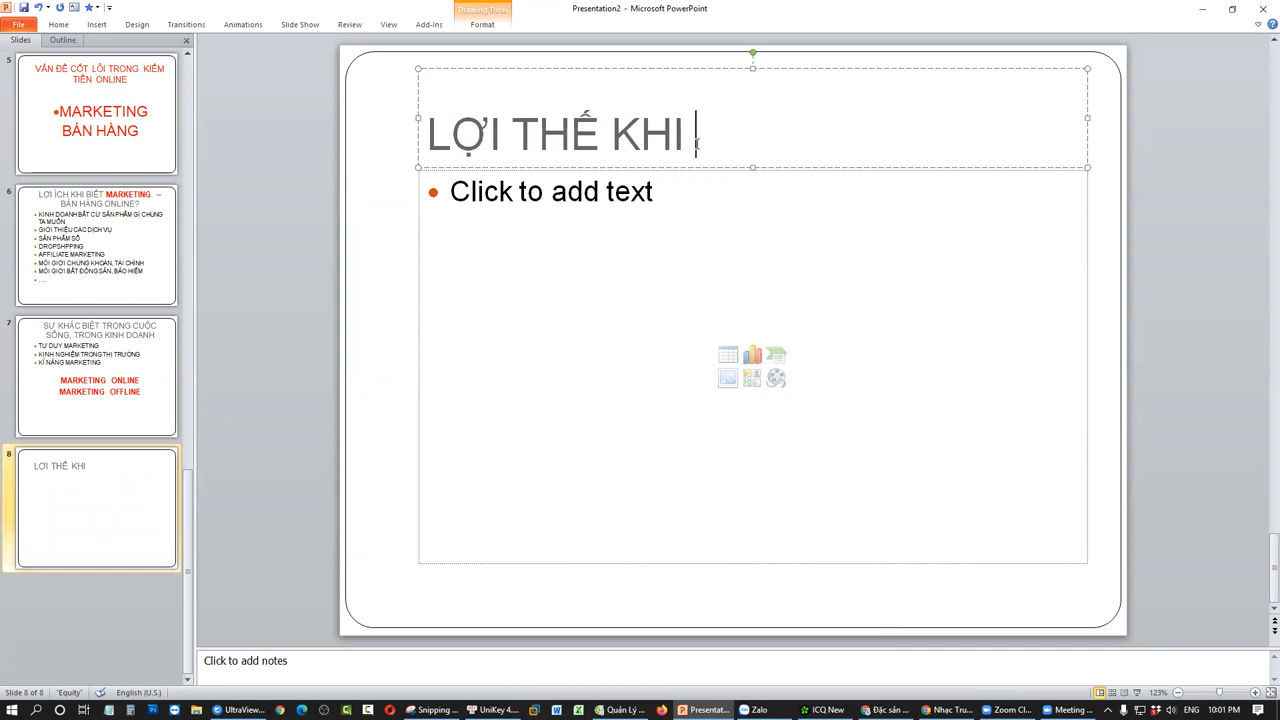 Drawing Tools
Presentation2 - Microsoft PowerPoint
File Home Insert Design Transitions Animations Slide Show Review View Add-Ins Format
Slides Outline
5
VẤN ĐỀ CỐT LÕI TRONG KIẾM
TIỀN ONLINE
•MARKETING
BÁN HÀNG
6
LỢI ÍCH KHI BIẾT MARKETING –
BÁN HÀNG ONLINE?
• KINH DOANH BẤT CỨ SẢN PHẨM GÌ CHÚNG
TA MUỐN
• GIỚI THIỆU CÁC DỊCH VỤ
• SẢN PHẨM SỐ
• DROPSHPPING
• AFFILIATE MARKETING
• MÔI GIỚI CHỨNG KHOÁN, TÀI CHÍNH
• MÔI GIỚI BẤT ĐỘNG SẢN, BẢO HIỂM
• ....
7
SỰ KHÁC BIỆT TRONG CUỘC
SỐNG, TRONG KINH DOANH
• TƯ DUY MARKETING
• KINH NGHIỆM TRONG THỊ TRƯỜNG
• KĨ NĂNG MARKETING
MARKETING ONLINE
MARKETING OFFLINE
8
LỢI THẾ KHI
LỢI THẾ KHI
• Click to add text
Click to add notes
Slide 8 of 8 "Equity" English (U.S.) 123%
UltraView... Snipping ... UniKey 4... Quản Lý ... Presentat... Zalo ICQ New Đặc sản ... Nhạc Tru... Zoom Cl... Meeting ... ENG 10:01 PM